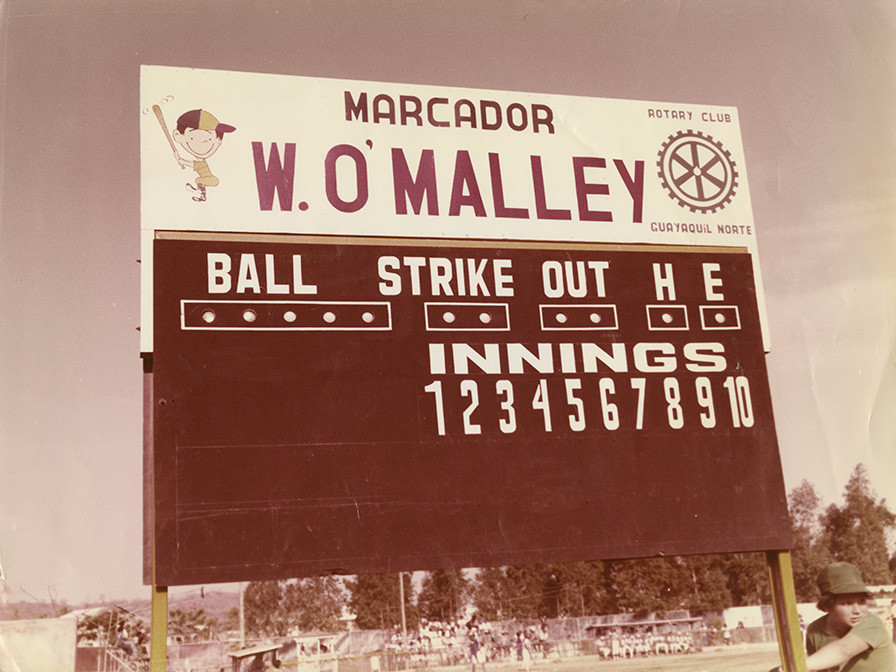 MARCADOR
W. O'MALLEY
ROTARY CLUB
GUAYAQUiL NORTE
BALL STRIKE OUT H E
INNINGS
1 2 3 4 5 6 7 8 9 10